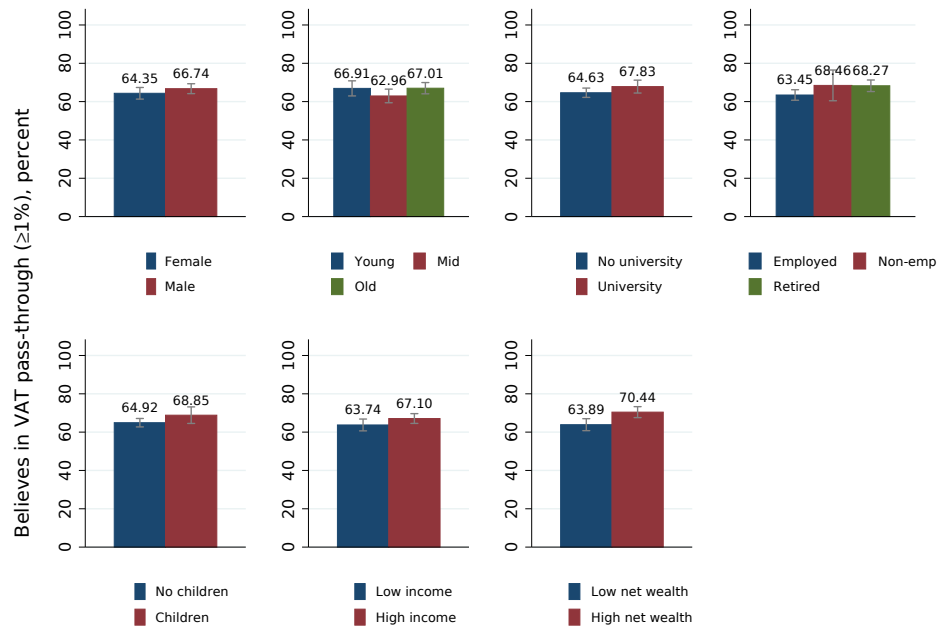 Believes in VAT pass-through (≥1%), percent
0 20 40 60 80 100
64.35 66.74
Female
Male
0 20 40 60 80 100
66.91 62.96 67.01
Young Mid
Old
0 20 40 60 80 100
64.63 67.83
No university
University
0 20 40 60 80 100
63.45 68.46 68.27
Employed Non-emp
Retired
0 20 40 60 80 100
64.92 68.85
No children
Children
0 20 40 60 80 100
63.74 67.10
Low income
High income
0 20 40 60 80 100
63.89 70.44
Low net wealth
High net wealth